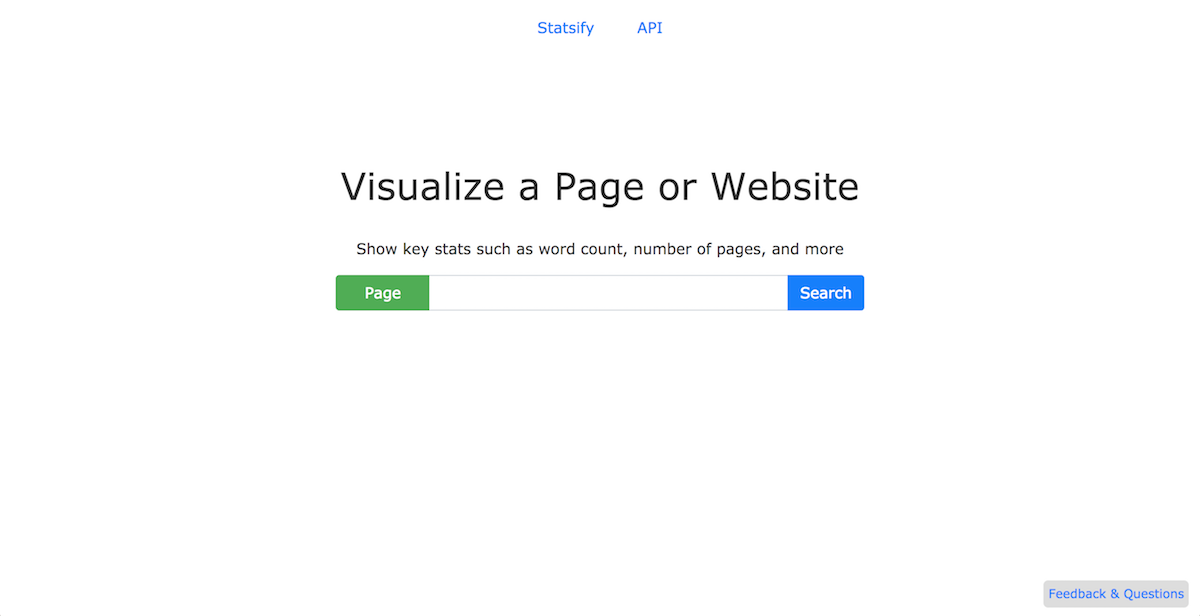 Statsify API
Visualize a Page or Website
Show key stats such as word count, number of pages, and more
Page Search
Feedback & Questions